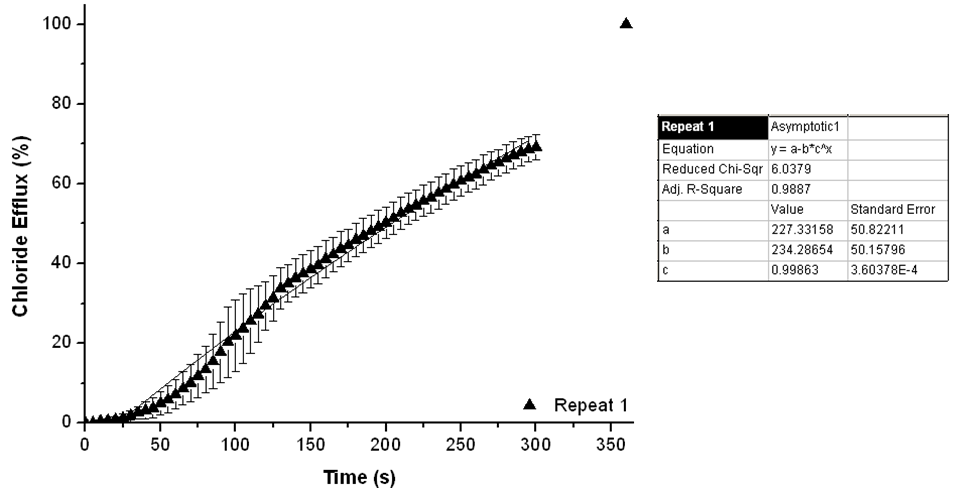 100
80
60
40
20
0
Chloride Efflux (%)
0 50 100 150 200 250 300 350
Time (s)
Repeat 1
Repeat 1 Asymptotic1
Equation y = a-b*c^x
Reduced Chi-Sqr 6.0379
Adj. R-Square 0.9887
Value Standard Error
a 227.33158 50.82211
b 234.28654 50.15796
c 0.99863 3.60378E-4